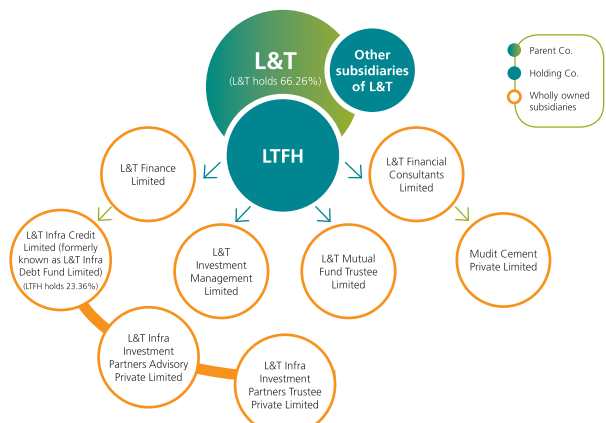 L&T
(L&T holds 66.26%)
Other
subsidiaries
of L&T
Parent Co.
Holding Co.
Wholly owned
subsidiaries
LTFH
L&T Finance
Limited
L&T Financial
Consultants
Limited
L&T Infra Credit
Limited (formerly
known as L&T Infra
Debt Fund Limited)
(LTFH holds 23.36%)
L&T
Investment
Management
Limited
L&T Mutual
Fund Trustee
Limited
Mudit Cement
Private Limited
L&T Infra
Investment
Partners Advisory
Private Limited
L&T Infra
Investment
Partners Trustee
Private Limited